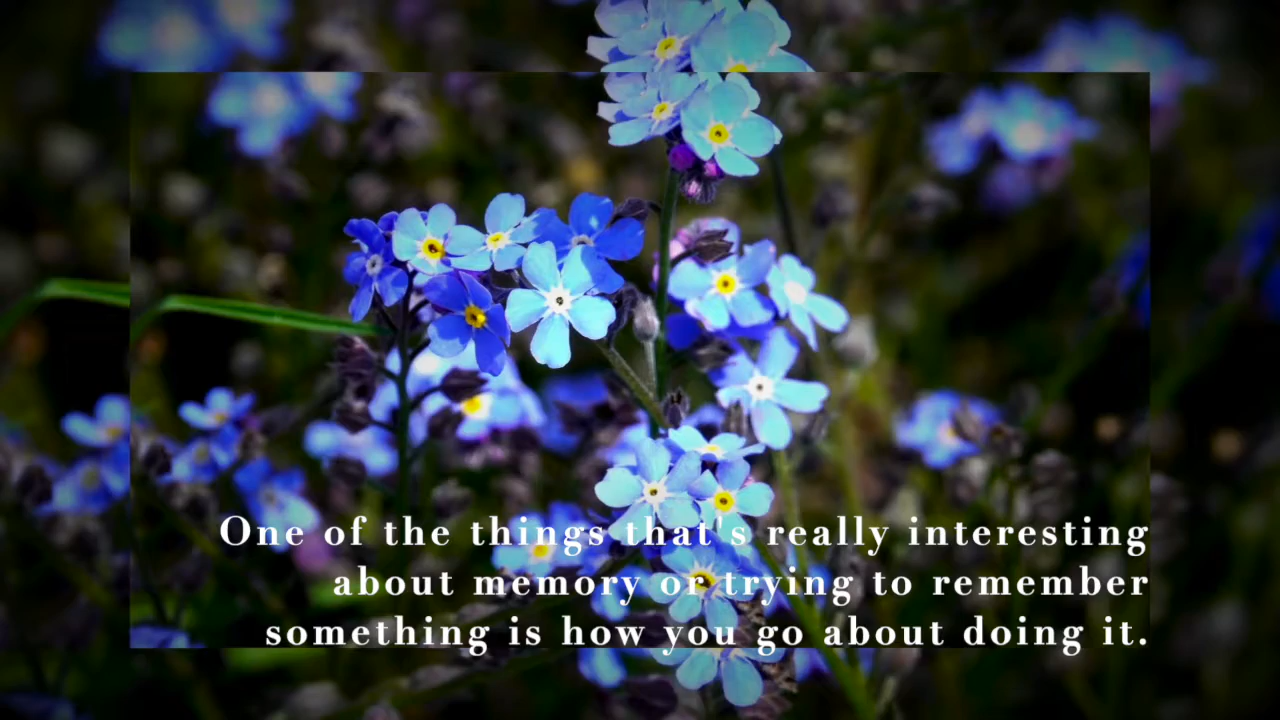 One of the things that's really interesting
about memory or trying to remember
something is how you go about doing it.